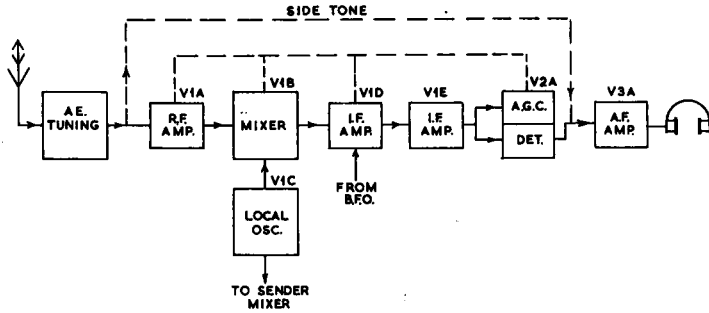 SIDE TONE
V1A
V1B
V1D
V1E
V2A
V3A
A.E.
TUNING
R.F.
AMP.
MIXER
I.F.
AMP.
I.F.
AMP.
A.G.C.
DET.
A.F.
AMP.
V1C
FROM
B.F.O.
LOCAL
OSC.
TO SENDER
MIXER